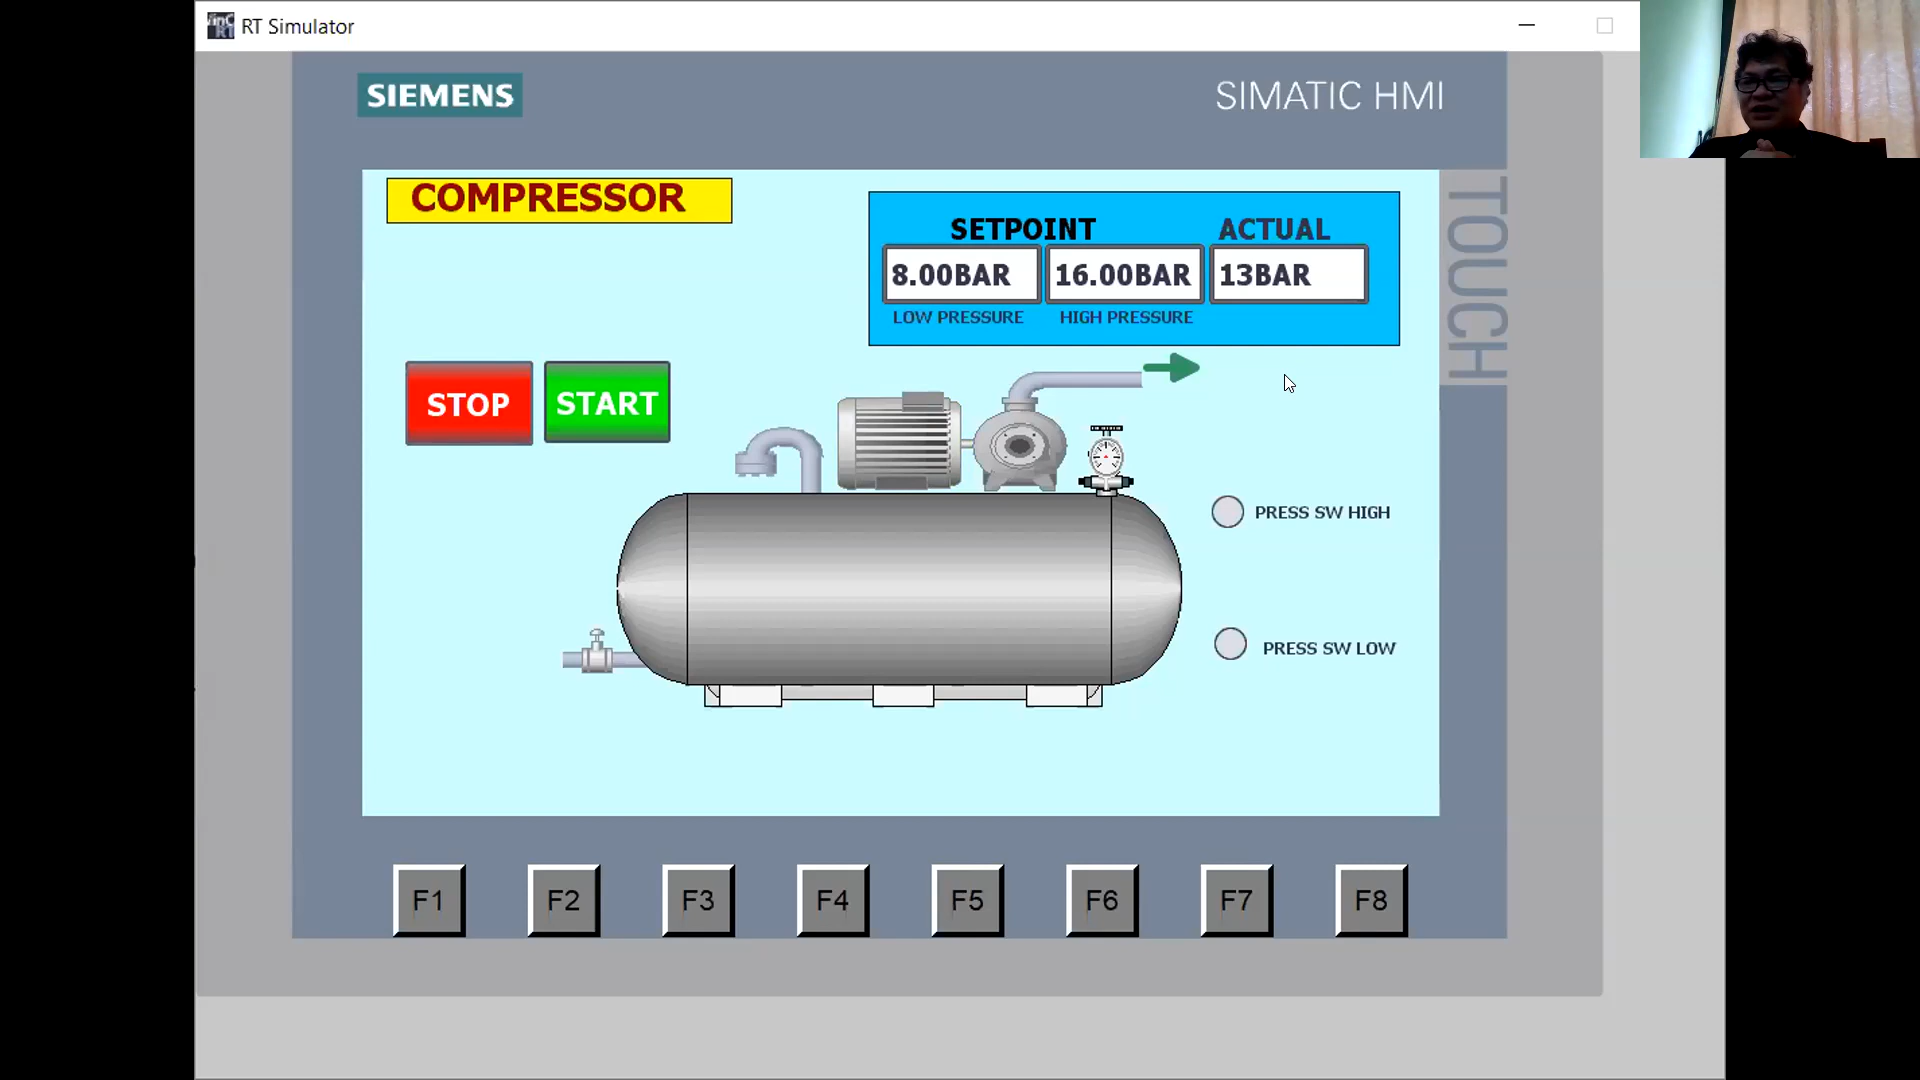 RT Simulator
SIEMENS
SIMATIC HMI
TOUCH
COMPRESSOR
SETPOINT ACTUAL
8.00BAR 16.00BAR 13BAR
LOW PRESSURE HIGH PRESSURE
STOP START
PRESS SW HIGH
PRESS SW LOW
F1 F2 F3 F4 F5 F6 F7 F8